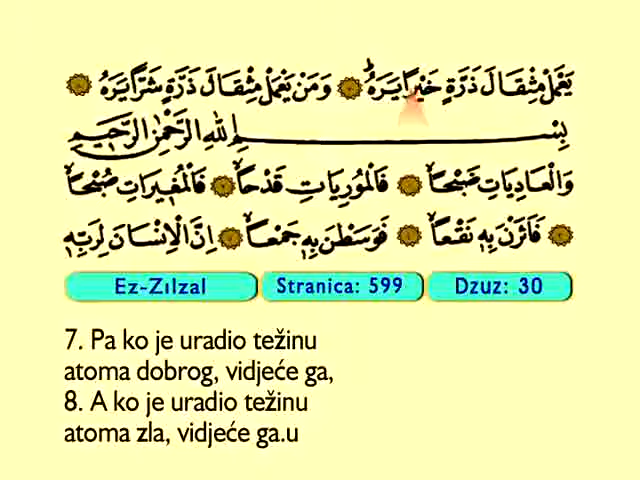 يَعْمَلْ مِثْقَالَ ذَرَّةٍ خَيْرًا يَرَهُ ۝ وَمَنْ يَعْمَلْ مِثْقَالَ ذَرَّةٍ شَرًّا يَرَهُ ۝
بِسْمِ اللهِ الرَّحْمٰنِ الرَّحِيمِ
وَالْعَادِيَاتِ ضَبْحًا ۝ فَالْمُورِيَاتِ قَدْحًا ۝ فَالْمُغِيرَاتِ صُبْحًا
۝ فَأَثَرْنَ بِهِ نَقْعًا ۝ فَوَسَطْنَ بِهِ جَمْعًا ۝ اِنَّ الْاِنْسَانَ لِرَبِّهِ
Ez-Zılzal Stranica: 599 Dzuz: 30
7. Pa ko je uradio težinu
atoma dobrog, vidjeće ga,
8. A ko je uradio težinu
atoma zla, vidjeće ga.u